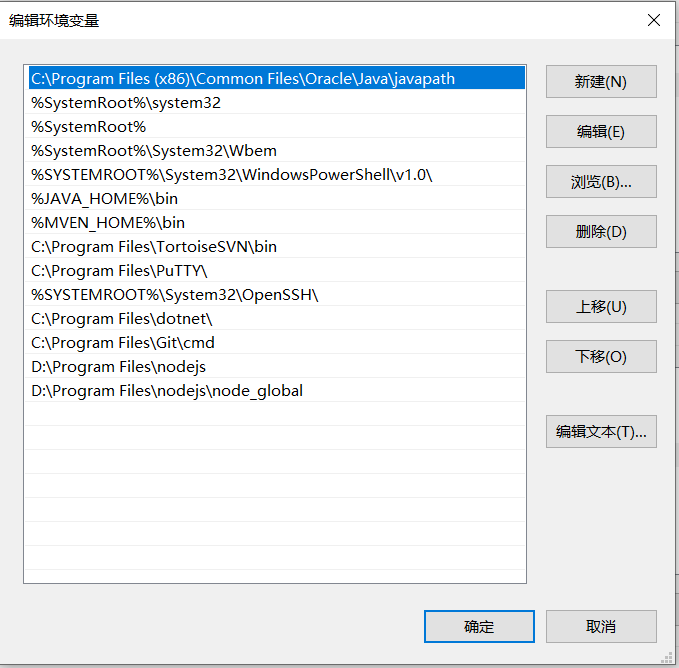 编辑环境变量
C:\Program Files (x86)\Common Files\Oracle\Java\javapath
%SystemRoot%\system32
%SystemRoot%
%SystemRoot%\System32\Wbem
%SYSTEMROOT%\System32\WindowsPowerShell\v1.0\
%JAVA_HOME%\bin
%MVEN_HOME%\bin
C:\Program Files\TortoiseSVN\bin
C:\Program Files\PuTTY\
%SYSTEMROOT%\System32\OpenSSH\
C:\Program Files\dotnet\
C:\Program Files\Git\cmd
D:\Program Files\nodejs
D:\Program Files\nodejs\node_global
新建(N)
编辑(E)
浏览(B)...
删除(D)
上移(U)
下移(O)
编辑文本(T)...
确定
取消